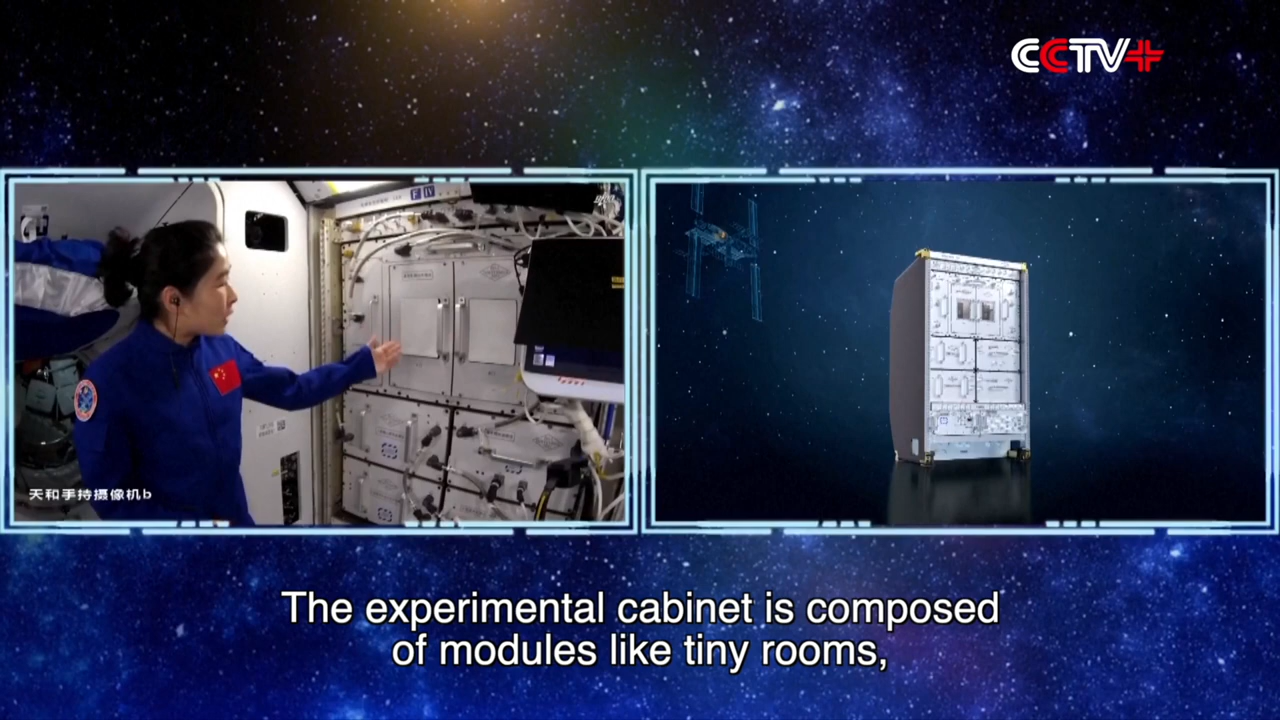 CCTV+
F IV
天和手持摄像机b
The experimental cabinet is composed
of modules like tiny rooms,